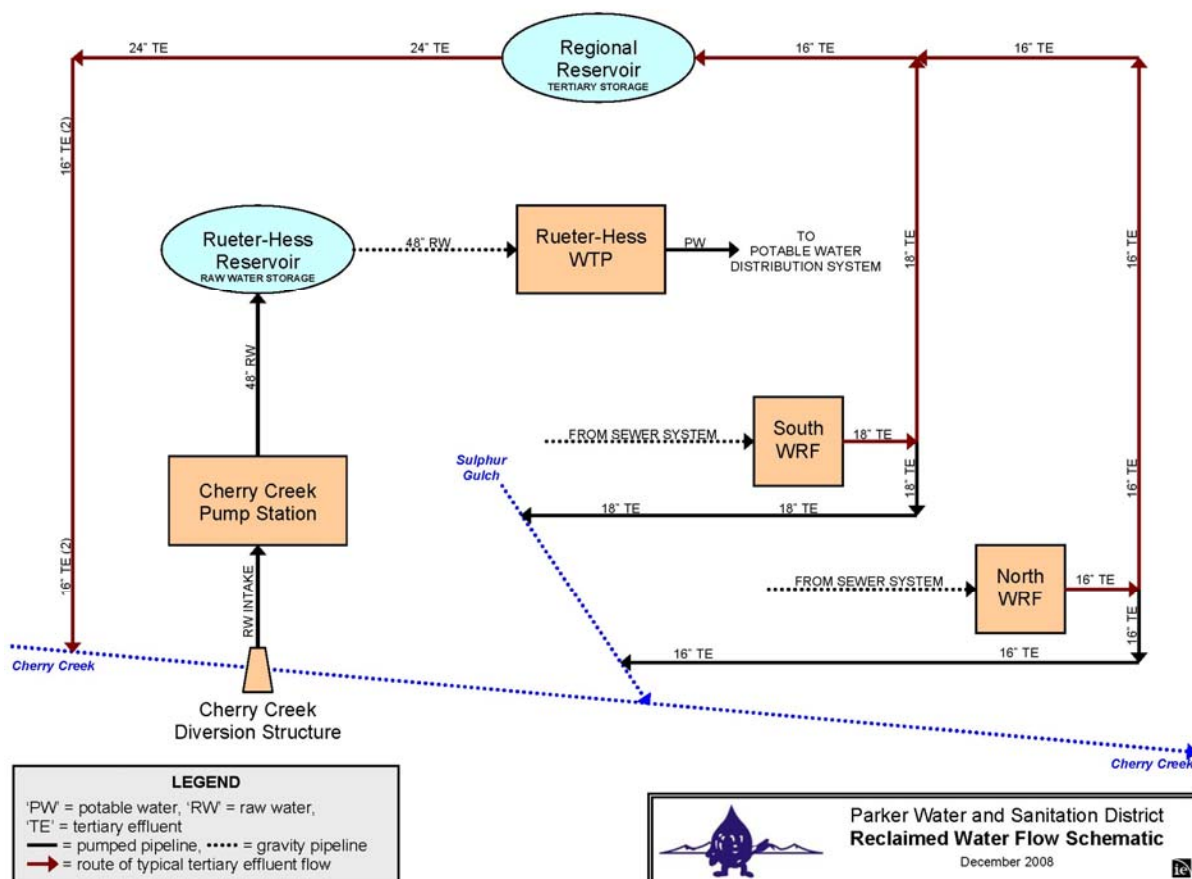 24" TE
24" TE
Regional
Reservoir
TERTIARY STORAGE
16" TE
16" TE
16" TE (2)
16" TE (2)
Rueter-Hess
Reservoir
RAW WATER STORAGE
48" RW
Rueter-Hess
WTP
PW
TO
POTABLE WATER
DISTRIBUTION SYSTEM
18" TE
16" TE
48" RW
FROM SEWER SYSTEM
South
WRF
18" TE
18" TE
16" TE
Sulphur
Gulch
18" TE
18" TE
Cherry Creek
Pump Station
RW INTAKE
FROM SEWER SYSTEM
North
WRF
16" TE
16" TE
16" TE
16" TE
Cherry Creek
Cherry Creek
Diversion Structure
Cherry Creek
LEGEND
'PW' = potable water, 'RW' = raw water,
'TE' = tertiary effluent
= pumped pipeline, = gravity pipeline
= route of typical tertiary effluent flow
Parker Water and Sanitation District
Reclaimed Water Flow Schematic
December 2008
ie